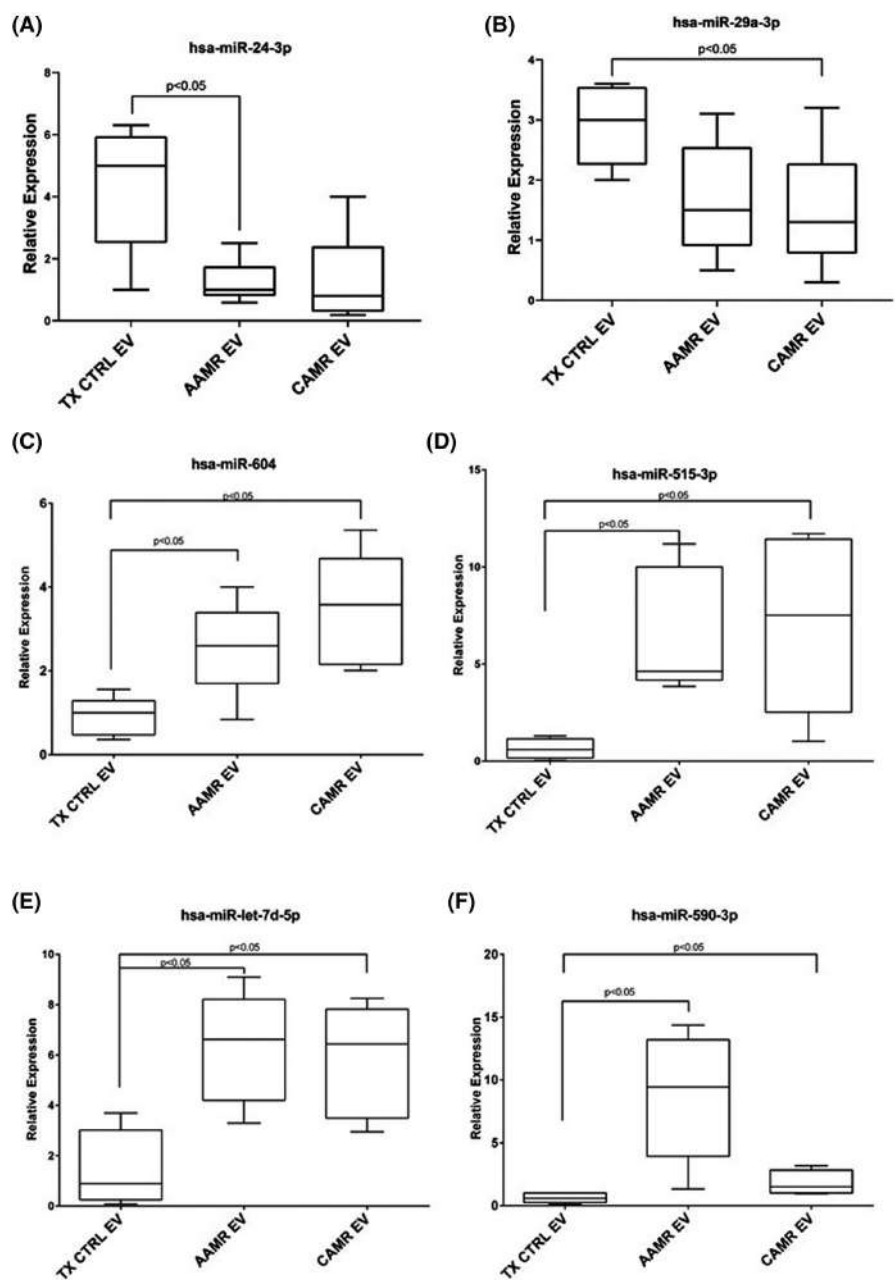 (A)
hsa-miR-24-3p
Relative Expression
8
6
4
2
0
p<0.05
TX CTRL EV
AAMR EV
CAMR EV
(B)
hsa-miR-29a-3p
Relative Expression
4
3
2
1
0
p<0.05
TX CTRL EV
AAMR EV
CAMR EV
(C)
hsa-miR-604
Relative Expression
6
4
2
0
p<0.05
p<0.05
TX CTRL EV
AAMR EV
CAMR EV
(D)
hsa-miR-515-3p
Relative Expression
15
10
5
0
p<0.05
p<0.05
TX CTRL EV
AAMR EV
CAMR EV
(E)
hsa-miR-let-7d-5p
Relative Expression
10
8
6
4
2
0
p<0.05
p<0.05
TX CTRL EV
AAMR EV
CAMR EV
(F)
hsa-miR-590-3p
Relative Expression
20
15
10
5
0
p<0.05
p<0.05
TX CTRL EV
AAMR EV
CAMR EV